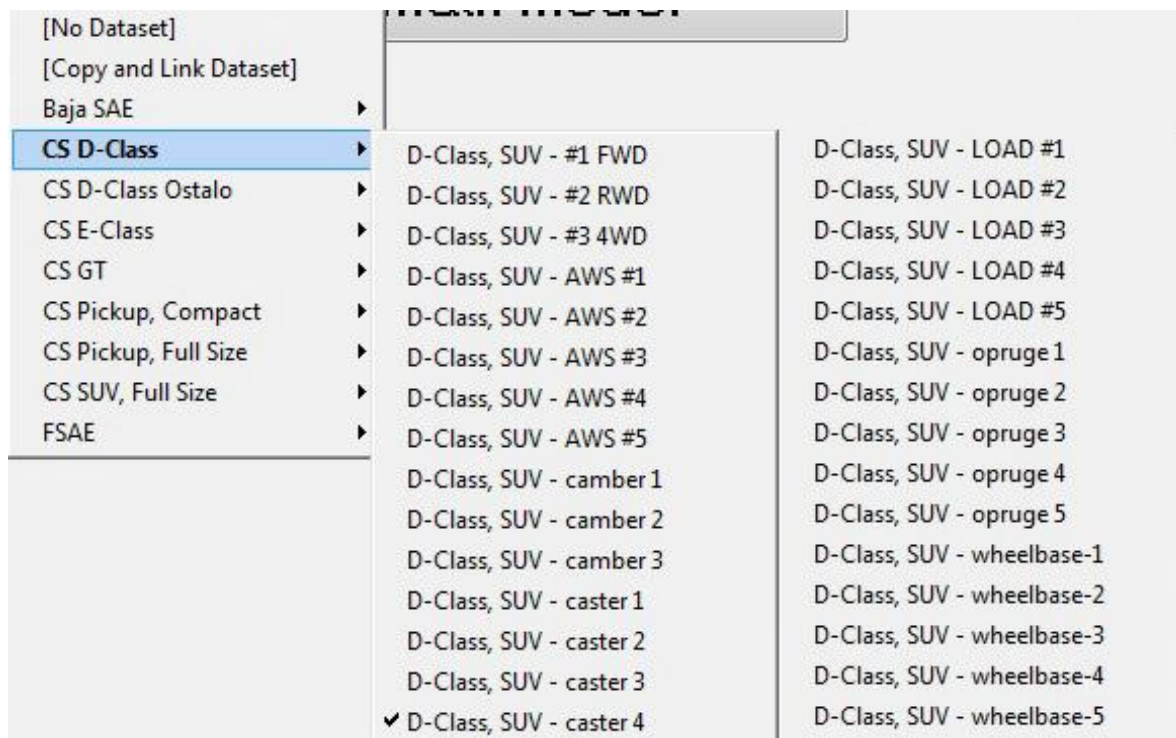 [No Dataset]
[Copy and Link Dataset]
Baja SAE
CS D-Class
CS D-Class Ostalo
CS E-Class
CS GT
CS Pickup, Compact
CS Pickup, Full Size
CS SUV, Full Size
FSAE
D-Class, SUV - #1 FWD
D-Class, SUV - #2 RWD
D-Class, SUV - #3 4WD
D-Class, SUV - AWS #1
D-Class, SUV - AWS #2
D-Class, SUV - AWS #3
D-Class, SUV - AWS #4
D-Class, SUV - AWS #5
D-Class, SUV - camber 1
D-Class, SUV - camber 2
D-Class, SUV - camber 3
D-Class, SUV - caster 1
D-Class, SUV - caster 2
D-Class, SUV - caster 3
D-Class, SUV - caster 4
D-Class, SUV - LOAD #1
D-Class, SUV - LOAD #2
D-Class, SUV - LOAD #3
D-Class, SUV - LOAD #4
D-Class, SUV - LOAD #5
D-Class, SUV - opruge 1
D-Class, SUV - opruge 2
D-Class, SUV - opruge 3
D-Class, SUV - opruge 4
D-Class, SUV - opruge 5
D-Class, SUV - wheelbase-1
D-Class, SUV - wheelbase-2
D-Class, SUV - wheelbase-3
D-Class, SUV - wheelbase-4
D-Class, SUV - wheelbase-5